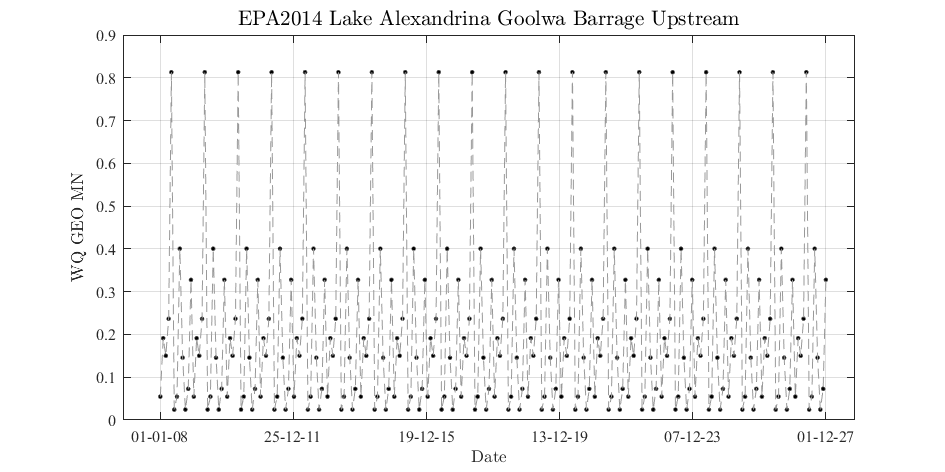 EPA2014 Lake Alexandrina Goolwa Barrage Upstream
WQ GEO MN
0.9
0.8
0.7
0.6
0.5
0.4
0.3
0.2
0.1
0
01-01-08 25-12-11 19-12-15 13-12-19 07-12-23 01-12-27
Date